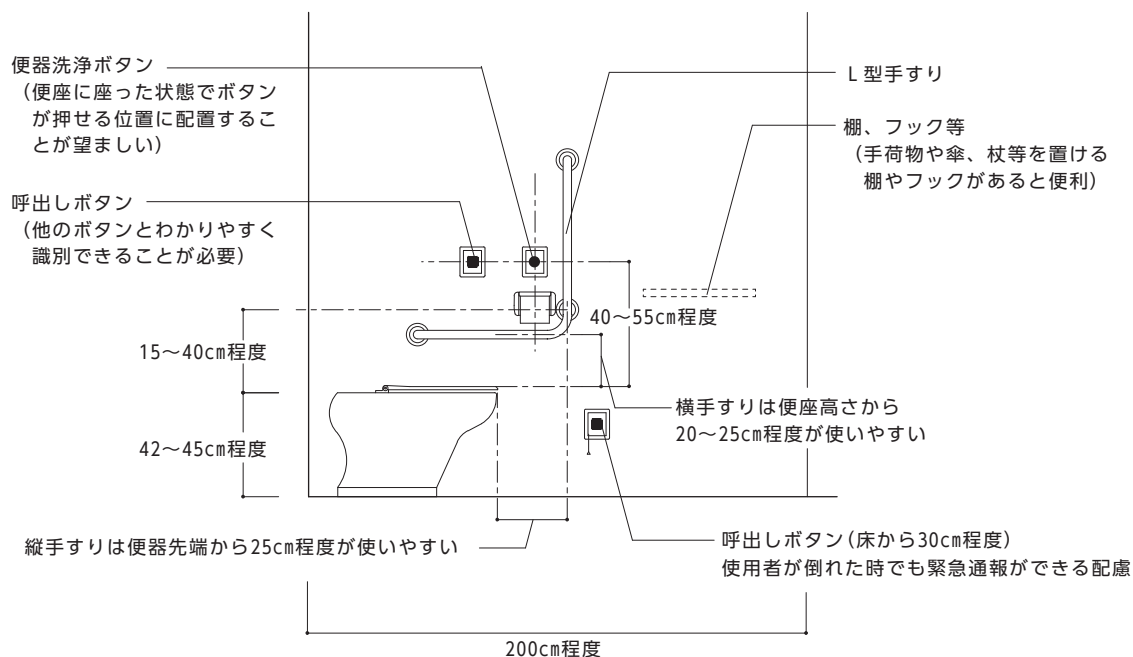 便器洗浄ボタン
（便座に座った状態でボタン
が押せる位置に配置するこ
とが望ましい）
呼出しボタン
（他のボタンとわかりやすく
識別できることが必要）
L型手すり
棚、フック等
（手荷物や傘、杖等を置ける
棚やフックがあると便利）
40～55cm程度
15～40cm程度
42～45cm程度
横手すりは便座高さから
20～25cm程度が使いやすい
縦手すりは便器先端から25cm程度が使いやすい
呼出しボタン（床から30cm程度）
使用者が倒れた時でも緊急通報ができる配慮
200cm程度